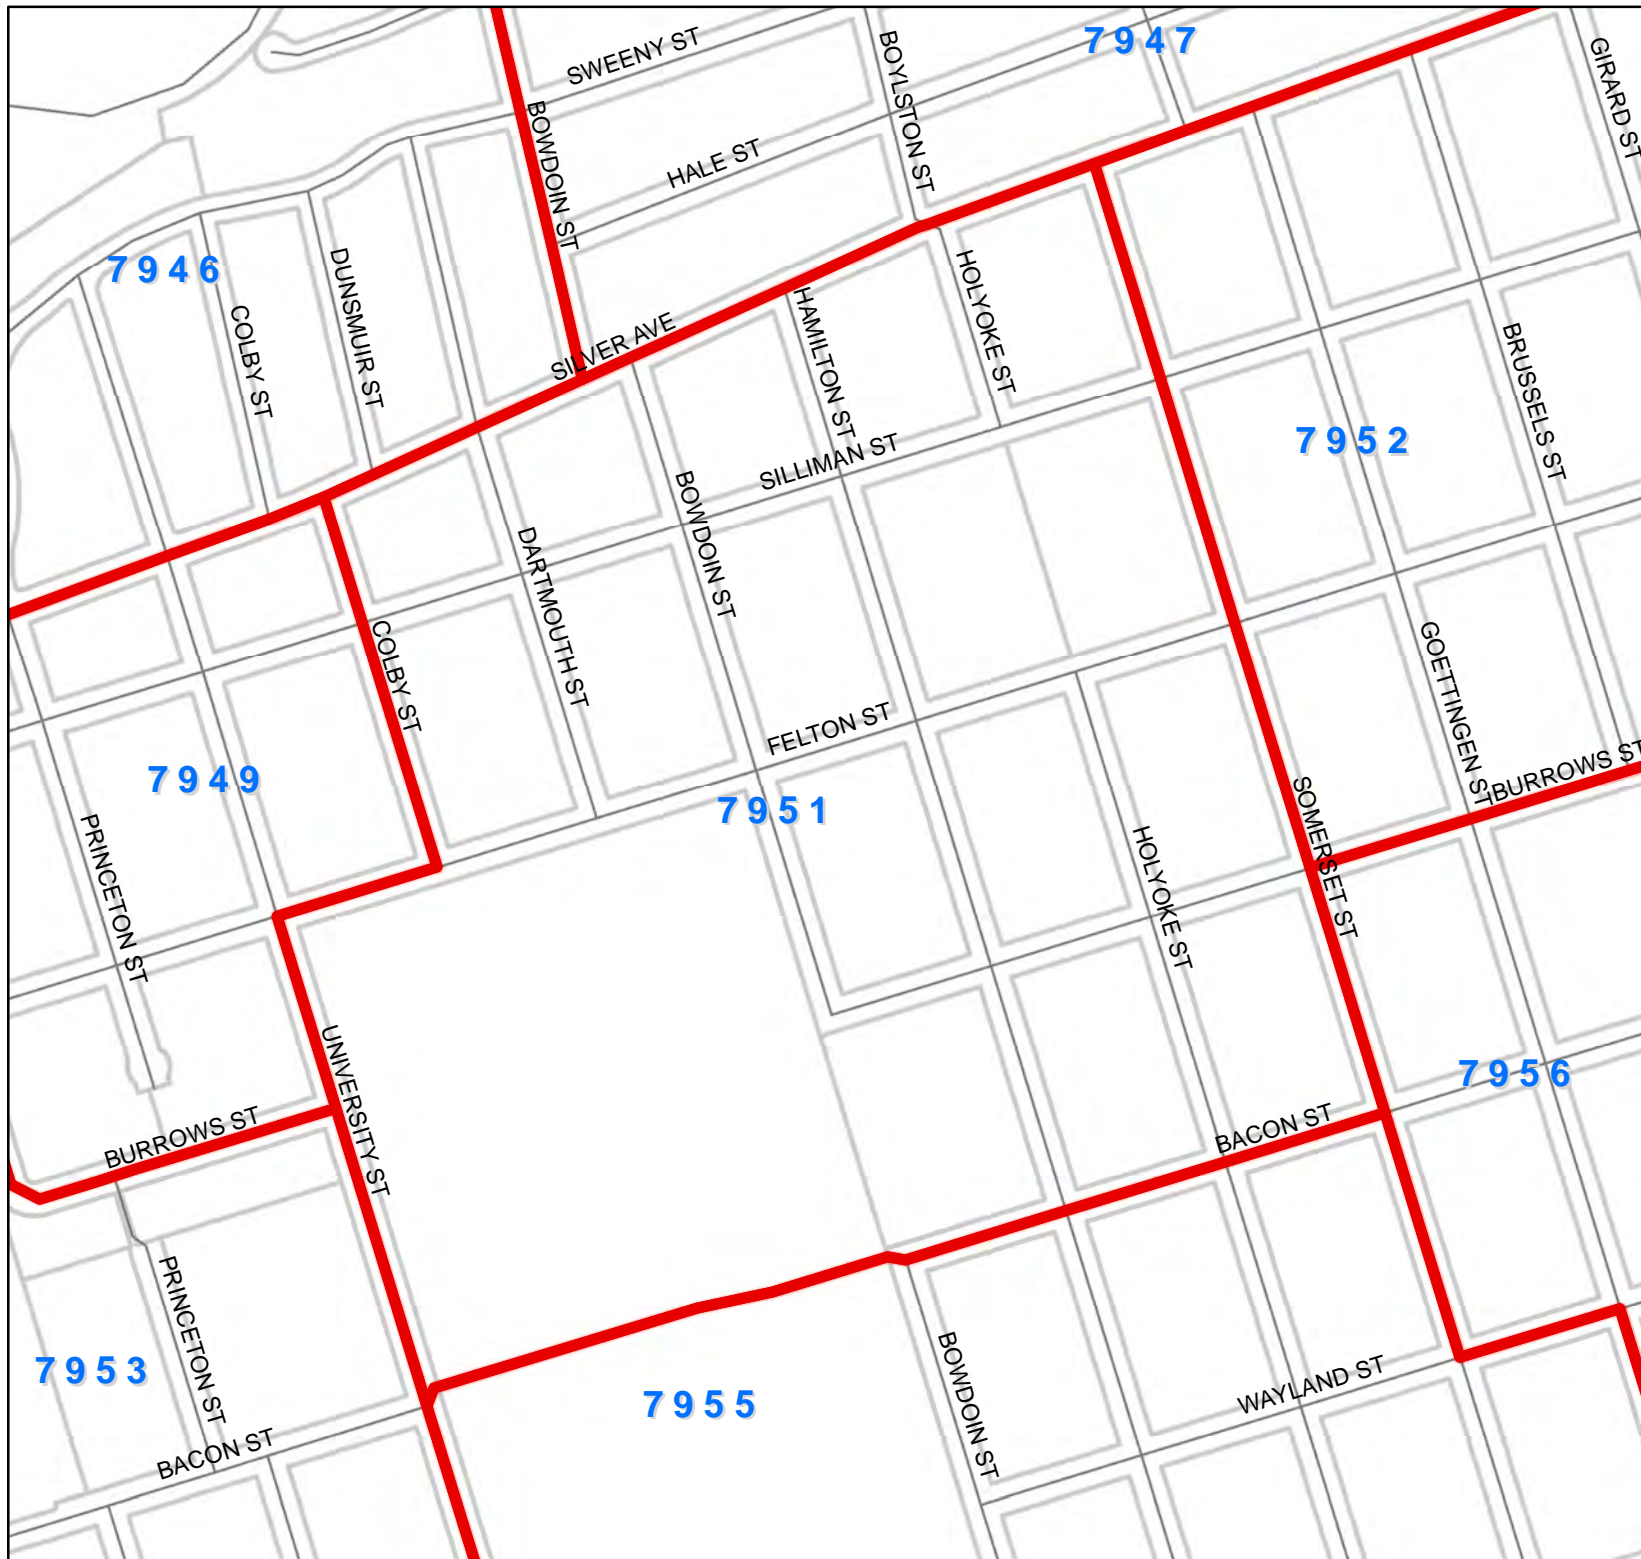 SWEENY ST
7947
BOYLSTON ST
GIRARD ST
BOWDOIN ST
HALE ST
7946
DUNSMUIR ST
COLBY ST
HOLYOKE ST
HAMILTON ST
SILVER AVE
BRUSSELS ST
7952
SILLIMAN ST
BOWDOIN ST
DARTMOUTH ST
COLBY ST
GOETTINGEN ST
FELTON ST
BURROWS ST
7949
7951
SOMERSET ST
PRINCETON ST
HOLYOKE ST
UNIVERSITY ST
7956
BURROWS ST
BACON ST
PRINCETON ST
7953
BOWDOIN ST
WAYLAND ST
7955
BACON ST